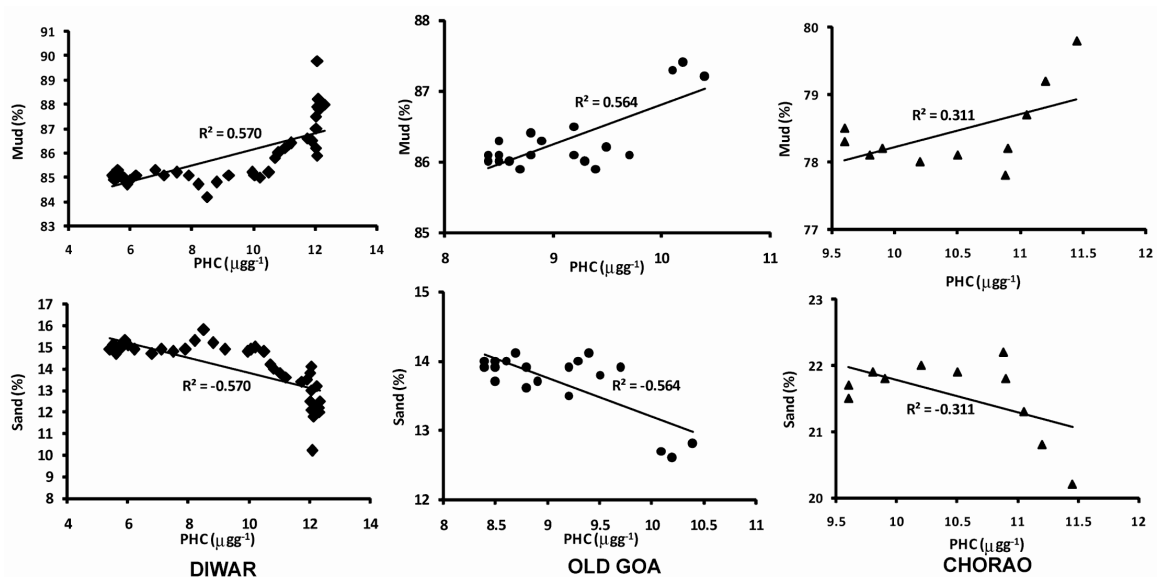 91
90
89
88
87
86
85
84
83
Mud (%)
R² = 0.570
4 6 8 10 12 14
PHC (µgg⁻¹)
88
87
86
85
Mud (%)
R² = 0.564
8 9 10 11
PHC (µgg⁻¹)
80
79
78
77
Mud (%)
R² = 0.311
9.5 10 10.5 11 11.5 12
PHC (µgg⁻¹)
17
16
15
14
13
12
11
10
9
8
Sand (%)
R² = -0.570
4 6 8 10 12 14
PHC (µgg⁻¹)
DIWAR
16
14
12
Sand (%)
R² = -0.564
8 8.5 9 9.5 10 10.5 11
PHC (µgg⁻¹)
OLD GOA
23
22
21
20
Sand (%)
R² = -0.311
9.5 10 10.5 11 11.5 12
PHC (µgg⁻¹)
CHORAO